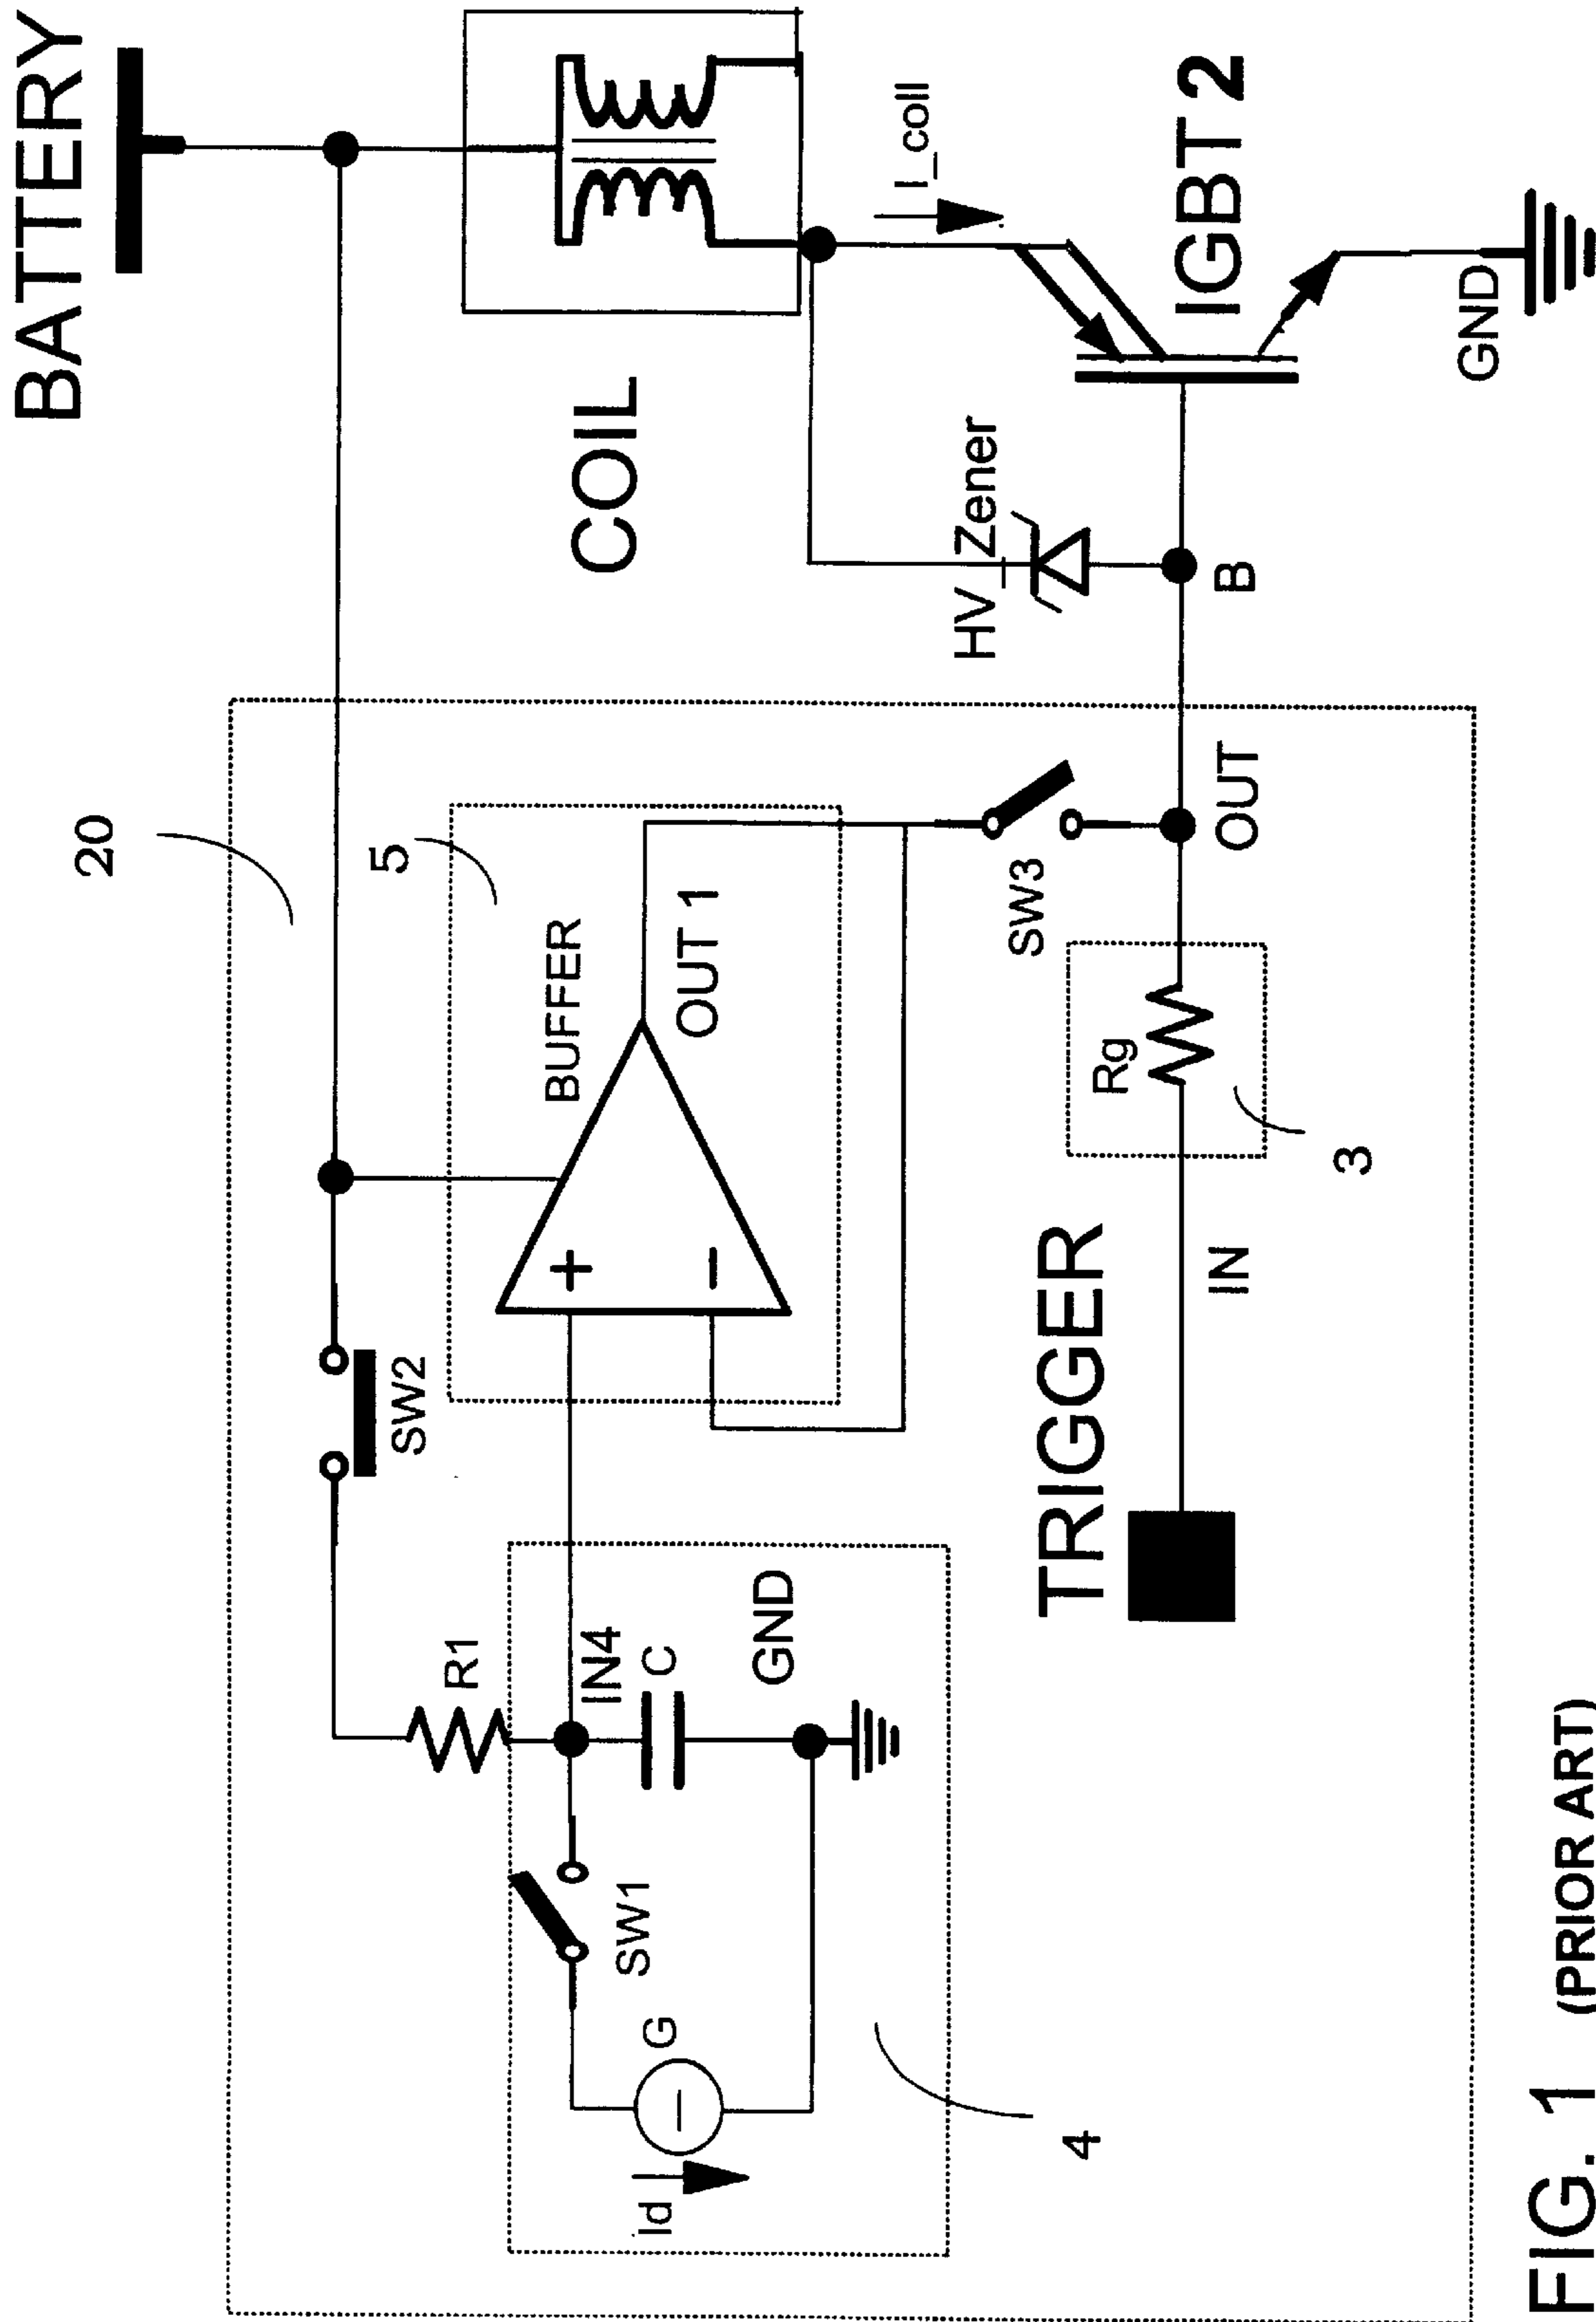 BATTERY
20
5
COIL
I_coil
SW2
BUFFER
R1
OUT 1
IN4
C
GND
SW1
G
Id
4
SW3
HV_Zener
IGBT 2
TRIGGER
Rg
IN
OUT
B
3
GND
FIG. 1 (PRIOR ART)